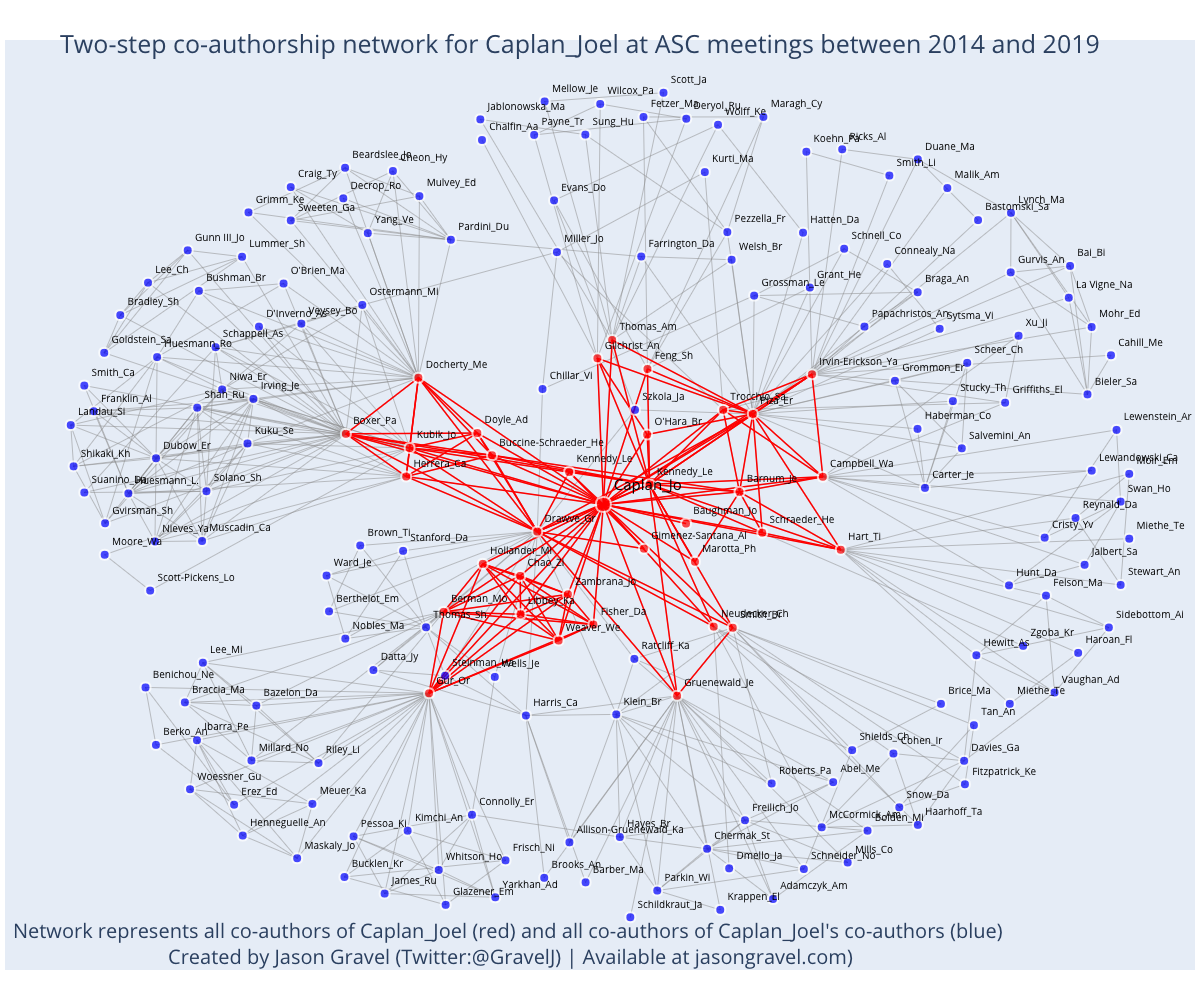 Two-step co-authorship network for Caplan_Joel at ASC meetings between 2014 and 2019
Scott_Ja
Mellow_Je
Wilcox_Pa
Jablonowska_Ma
Fetzer_Ma
Deryol_Ru
Maragh_Cy
Wolff_Ke
Chalfin_Aa
Payne_Tr
Sung_Hu
Koehn_Pa
Ricks_Al
Duane_Ma
Beardslee_Jo
Cheon_Hy
Smith_Li
Kurti_Ma
Craig_Ty
Decrop_Ro
Mulvey_Ed
Evans_Do
Malik_Am
Grimm_Ke
Sweeten_Ga
Lynch_Ma
Bastomski_Sa
Yang_Ve
Pardini_Du
Pezzella_Fr
Hatten_Da
Gunn III_Jo
Lummer_Sh
Miller_Jo
Farrington_Da
Welsh_Br
Schnell_Co
Connealy_Na
Gurvis_An
Bai_Bi
Lee_Ch
Bushman_Br
O'Brien_Ma
Grossman_Le
Grant_He
Braga_An
La Vigne_Na
Bradley_Sh
Ostermann_Mi
D'Inverno_As
Veysey_Bo
Papachristos_An
Sytsma_Vi
Xu_Ji
Mohr_Ed
Goldstein_Sa
Huesmann_Ro
Schappell_As
Thomas_Am
Gilchrist_An
Feng_Sh
Irvin-Erickson_Ya
Scheer_Ch
Cahill_Me
Smith_Ca
Niwa_Er
Irving_Je
Docherty_Me
Chillar_Vi
Grommon_Er
Franklin_Al
Shan_Ru
Szkola_Ja
Trocchio_Sa
Piza_Er
Stucky_Th
Griffiths_El
Bieler_Sa
Landau_Si
Kuku_Se
Boxer_Pa
Doyle_Ad
O'Hara_Br
Haberman_Co
Lewenstein_Ar
Shikaki_Kh
Dubow_Er
Kubik_Jo
Buccine-Schraeder_He
Salvemini_An
Herrera_Ca
Kennedy_Le
Kennedy_Le
Barnum_Je
Campbell_Wa
Carter_Je
Lewandowski_Ca
Suanino_Da
Huesmann_L.
Solano_Sh
Caplan_Jo
Swan_Ho
Gvirsman_Sh
Nieves_Ya
Muscadin_Ca
Drawve_Gr
Baughman_Jo
Schraeder_He
Reynald_Da
Moore_Wa
Brown_Ti
Stanford_Da
Hollander_Mi
Gimenez-Santana_Al
Marotta_Ph
Hart_Ti
Cristy_Yv
Miethe_Te
Scott-Pickens_Lo
Ward_Je
Chao_Zi
Zambrana_Jo
Jalbert_Sa
Berthelot_Em
Berman_Mo
Libney_Ka
Fisher_Da
Hunt_Da
Felson_Ma
Stewart_An
Nobles_Ma
Thomas_Sh
Weaver_We
Neudecker_Ch
Sidebottom_Ai
Lee_Mi
Datta_Jy
Wells_Je
Ratcliff_Ka
Hewitt_As
Zgoba_Kr
Haroan_Fl
Benichou_Ne
Braccia_Ma
Bazelon_Da
Gur_Or
Gruenewald_Je
Brice_Ma
Miethe_Te
Vaughan_Ad
Berko_An
Ibarra_Pe
Harris_Ca
Klein_Br
Tan_An
Millard_No
Riley_Li
Shields_Ch
Cohen_Ir
Davies_Ga
Woessner_Gu
Erez_Ed
Meuer_Ka
Roberts_Pa
Abel_Me
Fitzpatrick_Ke
Connolly_Er
Snow_Da
Henneguelle_An
Pessoa_Ki
Kimchi_An
Hayes_Br
Freilich_Jo
McCormick_Am
Bolden_Mi
Haarhoff_Ta
Maskaly_Jo
Frisch_Ni
Allison-Gruenewald_Ka
Chermak_St
Bucklen_Kr
Whitson_Ho
Brooks_An
Barber_Ma
Dmello_Ja
Schneider_No
Mills_Co
James_Ru
Glazener_Em
Yarkhan_Ad
Parkin_Wi
Krappen_El
Adamczyk_Am
Schildkraut_Ja
Network represents all co-authors of Caplan_Joel (red) and all co-authors of Caplan_Joel's co-authors (blue)
Created by Jason Gravel (Twitter:@GravelJ) | Available at jasongravel.com)